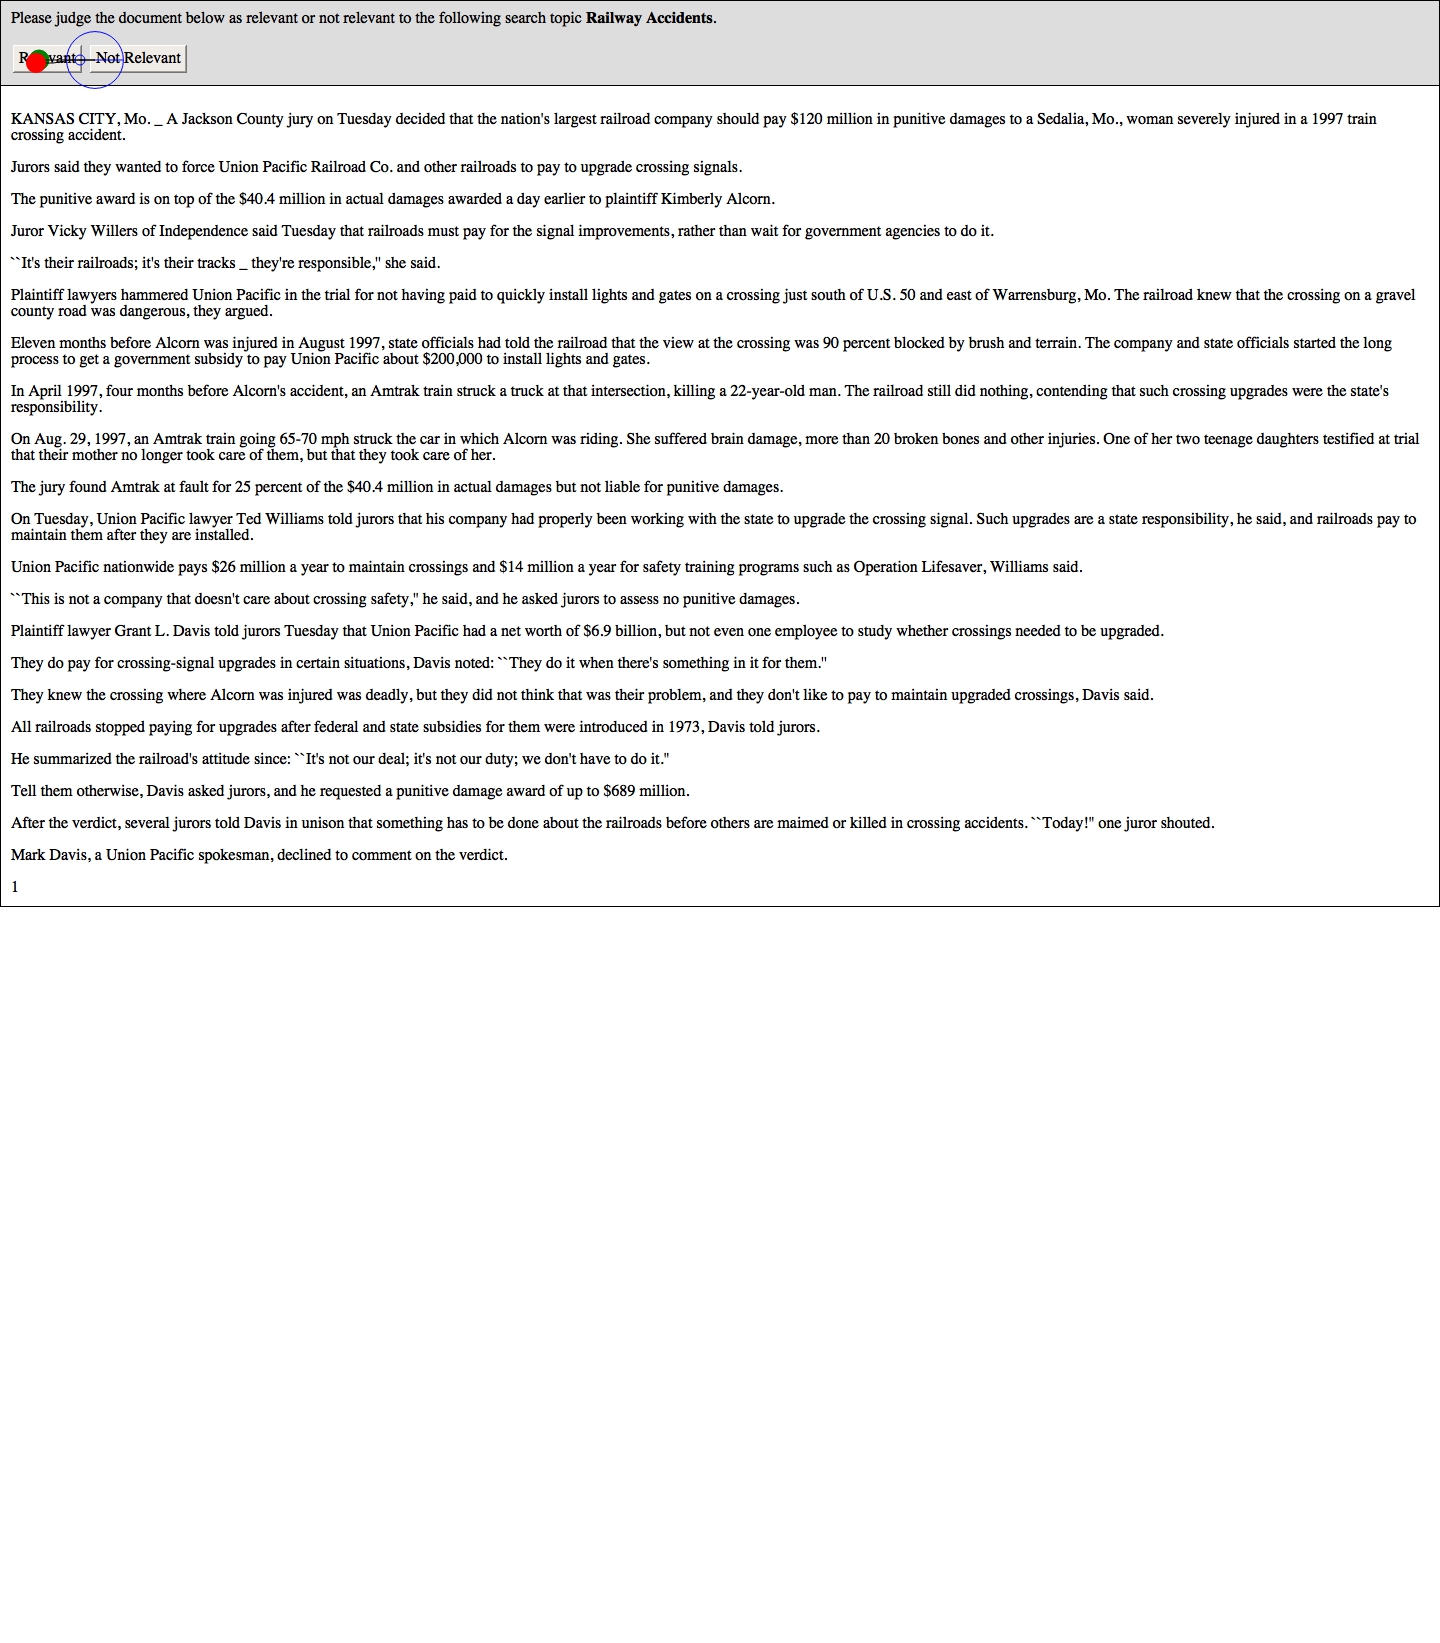 Please judge the document below as relevant or not relevant to the following search topic Railway Accidents.
Not Relevant
KANSAS CITY, Mo. _ A Jackson County jury on Tuesday decided that the nation's largest railroad company should pay $120 million in punitive damages to a Sedalia, Mo., woman severely injured in a 1997 train
crossing accident.
Jurors said they wanted to force Union Pacific Railroad Co. and other railroads to pay to upgrade crossing signals.
The punitive award is on top of the $40.4 million in actual damages awarded a day earlier to plaintiff Kimberly Alcorn.
Juror Vicky Willers of Independence said Tuesday that railroads must pay for the signal improvements, rather than wait for government agencies to do it.
``It's their railroads; it's their tracks _ they're responsible,'' she said.
Plaintiff lawyers hammered Union Pacific in the trial for not having paid to quickly install lights and gates on a crossing just south of U.S. 50 and east of Warrensburg, Mo. The railroad knew that the crossing on a gravel
county road was dangerous, they argued.
Eleven months before Alcorn was injured in August 1997, state officials had told the railroad that the view at the crossing was 90 percent blocked by brush and terrain. The company and state officials started the long
process to get a government subsidy to pay Union Pacific about $200,000 to install lights and gates.
In April 1997, four months before Alcorn's accident, an Amtrak train struck a truck at that intersection, killing a 22-year-old man. The railroad still did nothing, contending that such crossing upgrades were the state's
responsibility.
On Aug. 29, 1997, an Amtrak train going 65-70 mph struck the car in which Alcorn was riding. She suffered brain damage, more than 20 broken bones and other injuries. One of her two teenage daughters testified at trial
that their mother no longer took care of them, but that they took care of her.
The jury found Amtrak at fault for 25 percent of the $40.4 million in actual damages but not liable for punitive damages.
On Tuesday, Union Pacific lawyer Ted Williams told jurors that his company had properly been working with the state to upgrade the crossing signal. Such upgrades are a state responsibility, he said, and railroads pay to
maintain them after they are installed.
Union Pacific nationwide pays $26 million a year to maintain crossings and $14 million a year for safety training programs such as Operation Lifesaver, Williams said.
``This is not a company that doesn't care about crossing safety,'' he said, and he asked jurors to assess no punitive damages.
Plaintiff lawyer Grant L. Davis told jurors Tuesday that Union Pacific had a net worth of $6.9 billion, but not even one employee to study whether crossings needed to be upgraded.
They do pay for crossing-signal upgrades in certain situations, Davis noted: ``They do it when there's something in it for them.''
They knew the crossing where Alcorn was injured was deadly, but they did not think that was their problem, and they don't like to pay to maintain upgraded crossings, Davis said.
All railroads stopped paying for upgrades after federal and state subsidies for them were introduced in 1973, Davis told jurors.
He summarized the railroad's attitude since: ``It's not our deal; it's not our duty; we don't have to do it.''
Tell them otherwise, Davis asked jurors, and he requested a punitive damage award of up to $689 million.
After the verdict, several jurors told Davis in unison that something has to be done about the railroads before others are maimed or killed in crossing accidents. ``Today!'' one juror shouted.
Mark Davis, a Union Pacific spokesman, declined to comment on the verdict.
1